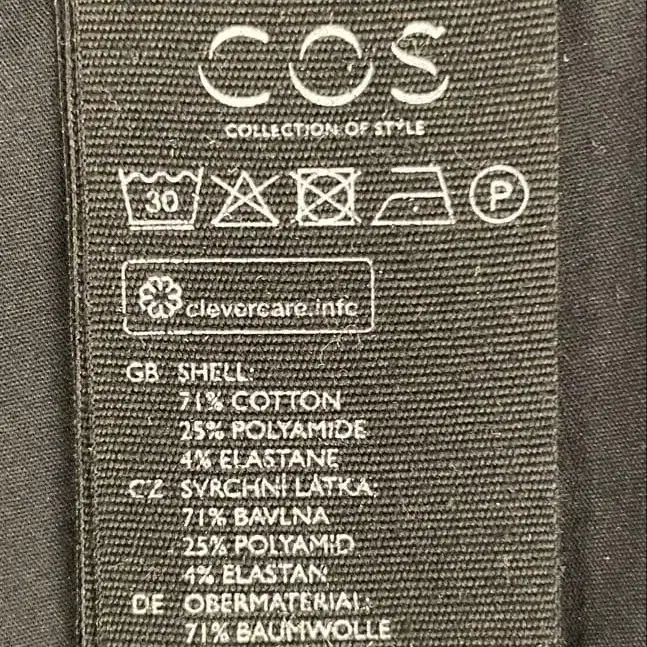 COS
COLLECTION OF STYLE
30 P
clevercare.info
GB SHELL:
71% COTTON
25% POLYAMIDE
4% ELASTANE
CZ SVRCHNÍ LÁTKA:
71% BAVLNA
25% POLYAMID
4% ELASTAN
DE OBERMATERIAL:
71% BAUMWOLLE